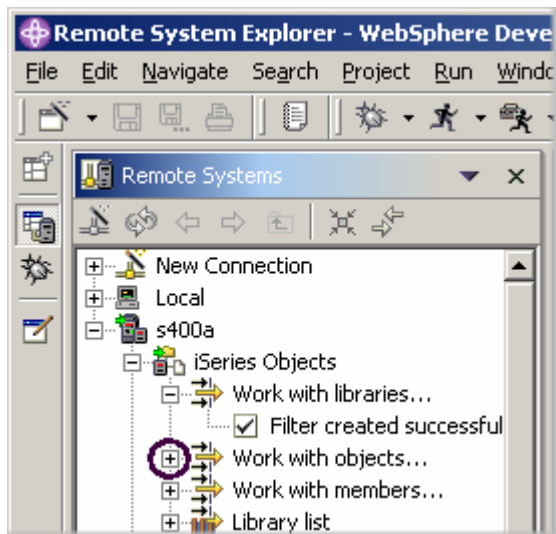 Remote System Explorer - WebSphere Deve
File Edit Navigate Search Project Run Windo
Remote Systems
New Connection
Local
s400a
iSeries Objects
Work with libraries...
Filter created successful
Work with objects...
Work with members...
Library list